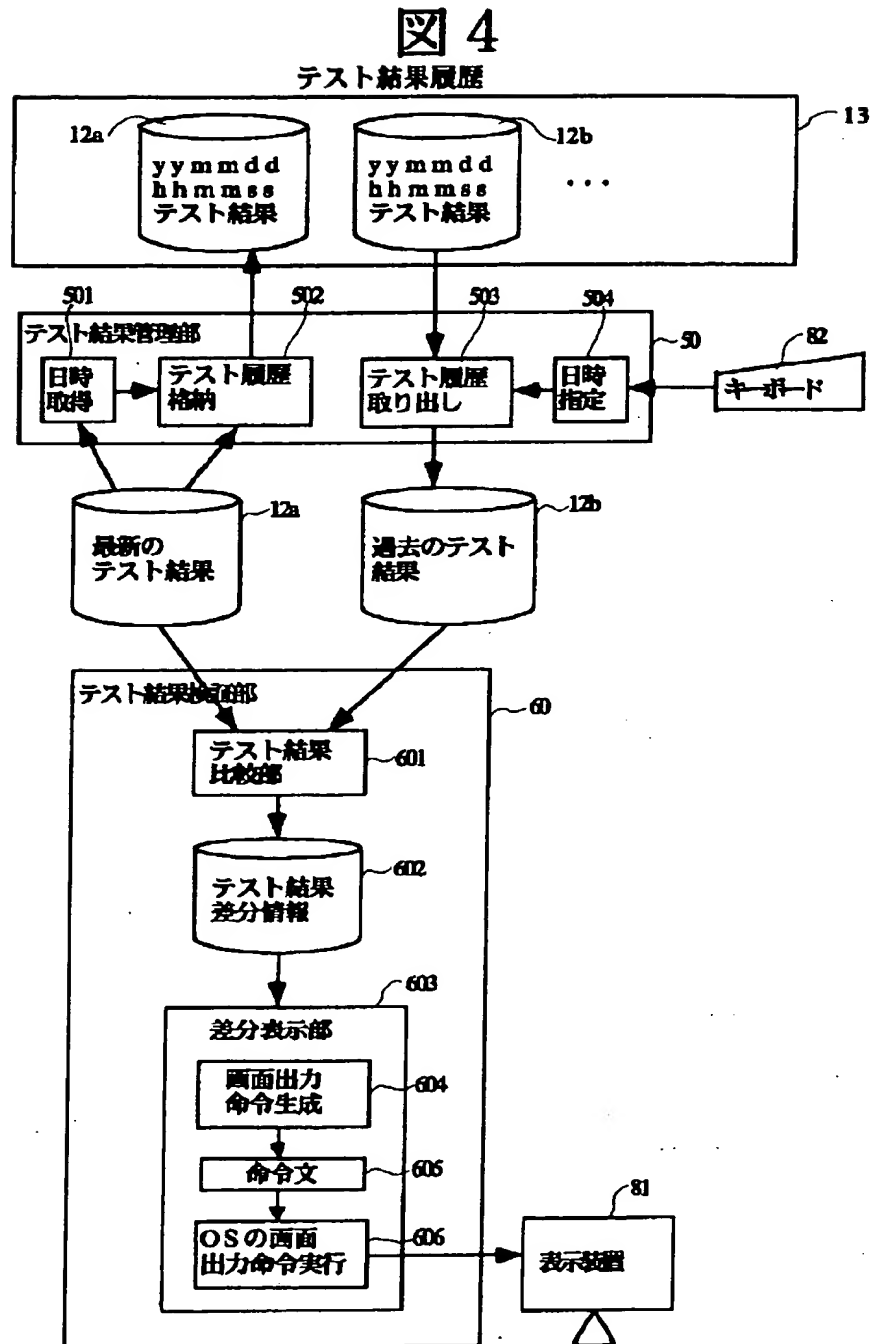 図 4
テスト結果履歴
13
12a
yymmdd
hhmmss
テスト結果
12b
yymmdd
hhmmss
テスト結果
...
501
502
503
504
テスト結果管理部
50
82
日時
取得
テスト履歴
格納
テスト履歴
取り出し
日時
指定
キーボード
12a
最新の
テスト結果
12b
過去のテスト
結果
テスト結果検証部
60
テスト結果
比較部
601
テスト結果
差分情報
602
603
差分表示部
画面出力
命令生成
604
命令文
605
OSの画面
出力命令実行
606
81
表示装置